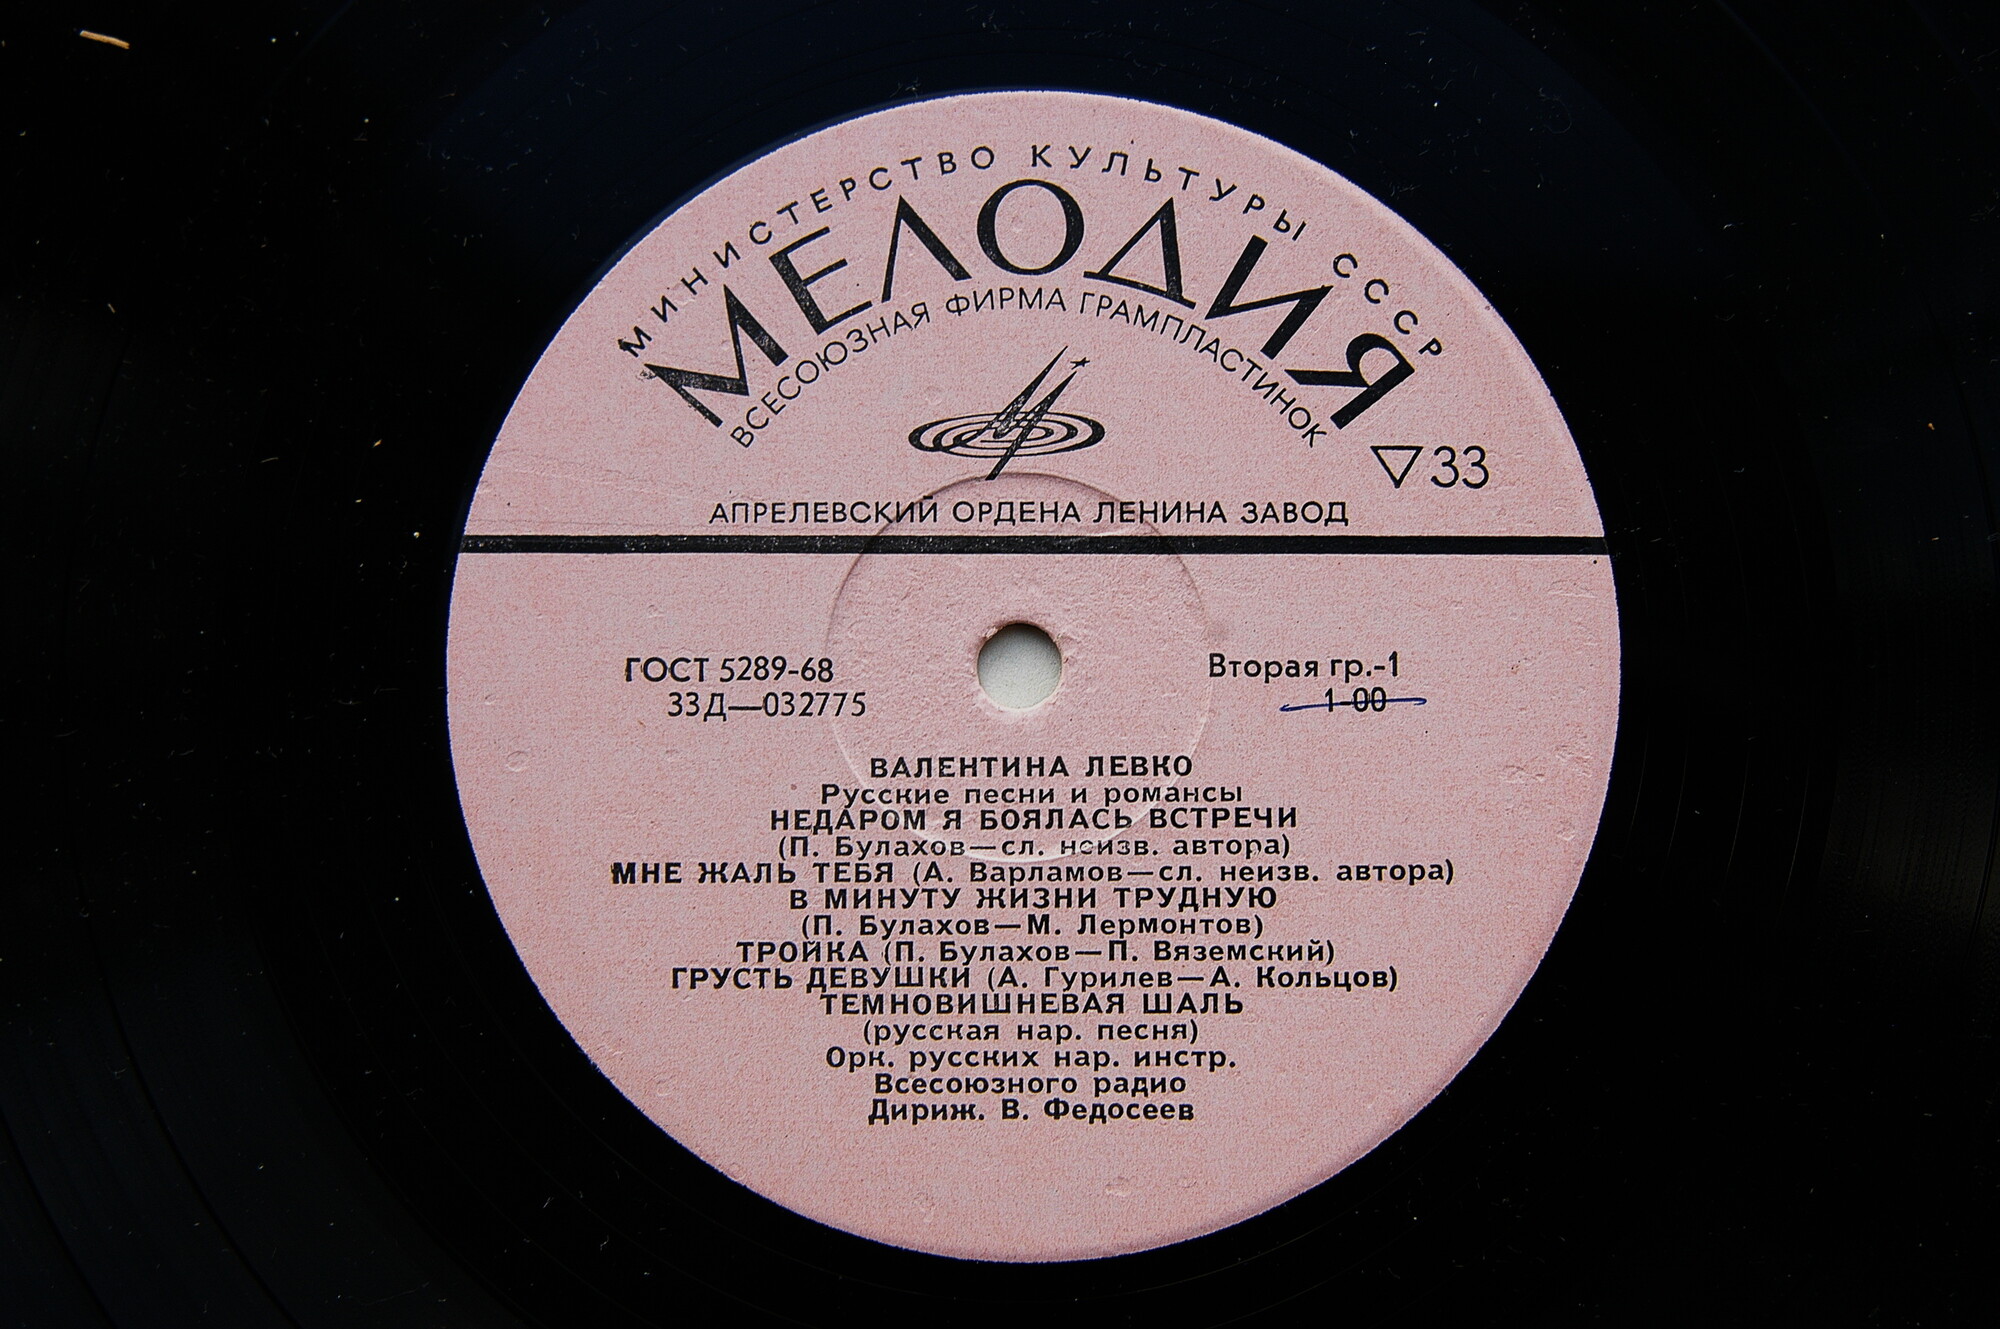 МИНИСТЕРСТВО КУЛЬТУРЫ СССР
МЕЛОДИЯ
ВСЕСОЮЗНАЯ ФИРМА ГРАМПЛАСТИНОК
▽33
АПРЕЛЕВСКИЙ ОРДЕНА ЛЕНИНА ЗАВОД
ГОСТ 5289-68
33Д—032775
Вторая гр.-1
1-00
ВАЛЕНТИНА ЛЕВКО
Русские песни и романсы
НЕДАРОМ Я БОЯЛАСЬ ВСТРЕЧИ
(П. Булахов—сл. неизв. автора)
МНЕ ЖАЛЬ ТЕБЯ (А. Варламов—сл. неизв. автора)
В МИНУТУ ЖИЗНИ ТРУДНУЮ
(П. Булахов—М. Лермонтов)
ТРОЙКА (П. Булахов—П. Вяземский)
ГРУСТЬ ДЕВУШКИ (А. Гурилев—А. Кольцов)
ТЕМНОВИШНЕВАЯ ШАЛЬ
(русская нар. песня)
Орк. русских нар. инстр.
Всесоюзного радио
Дириж. В. Федосеев